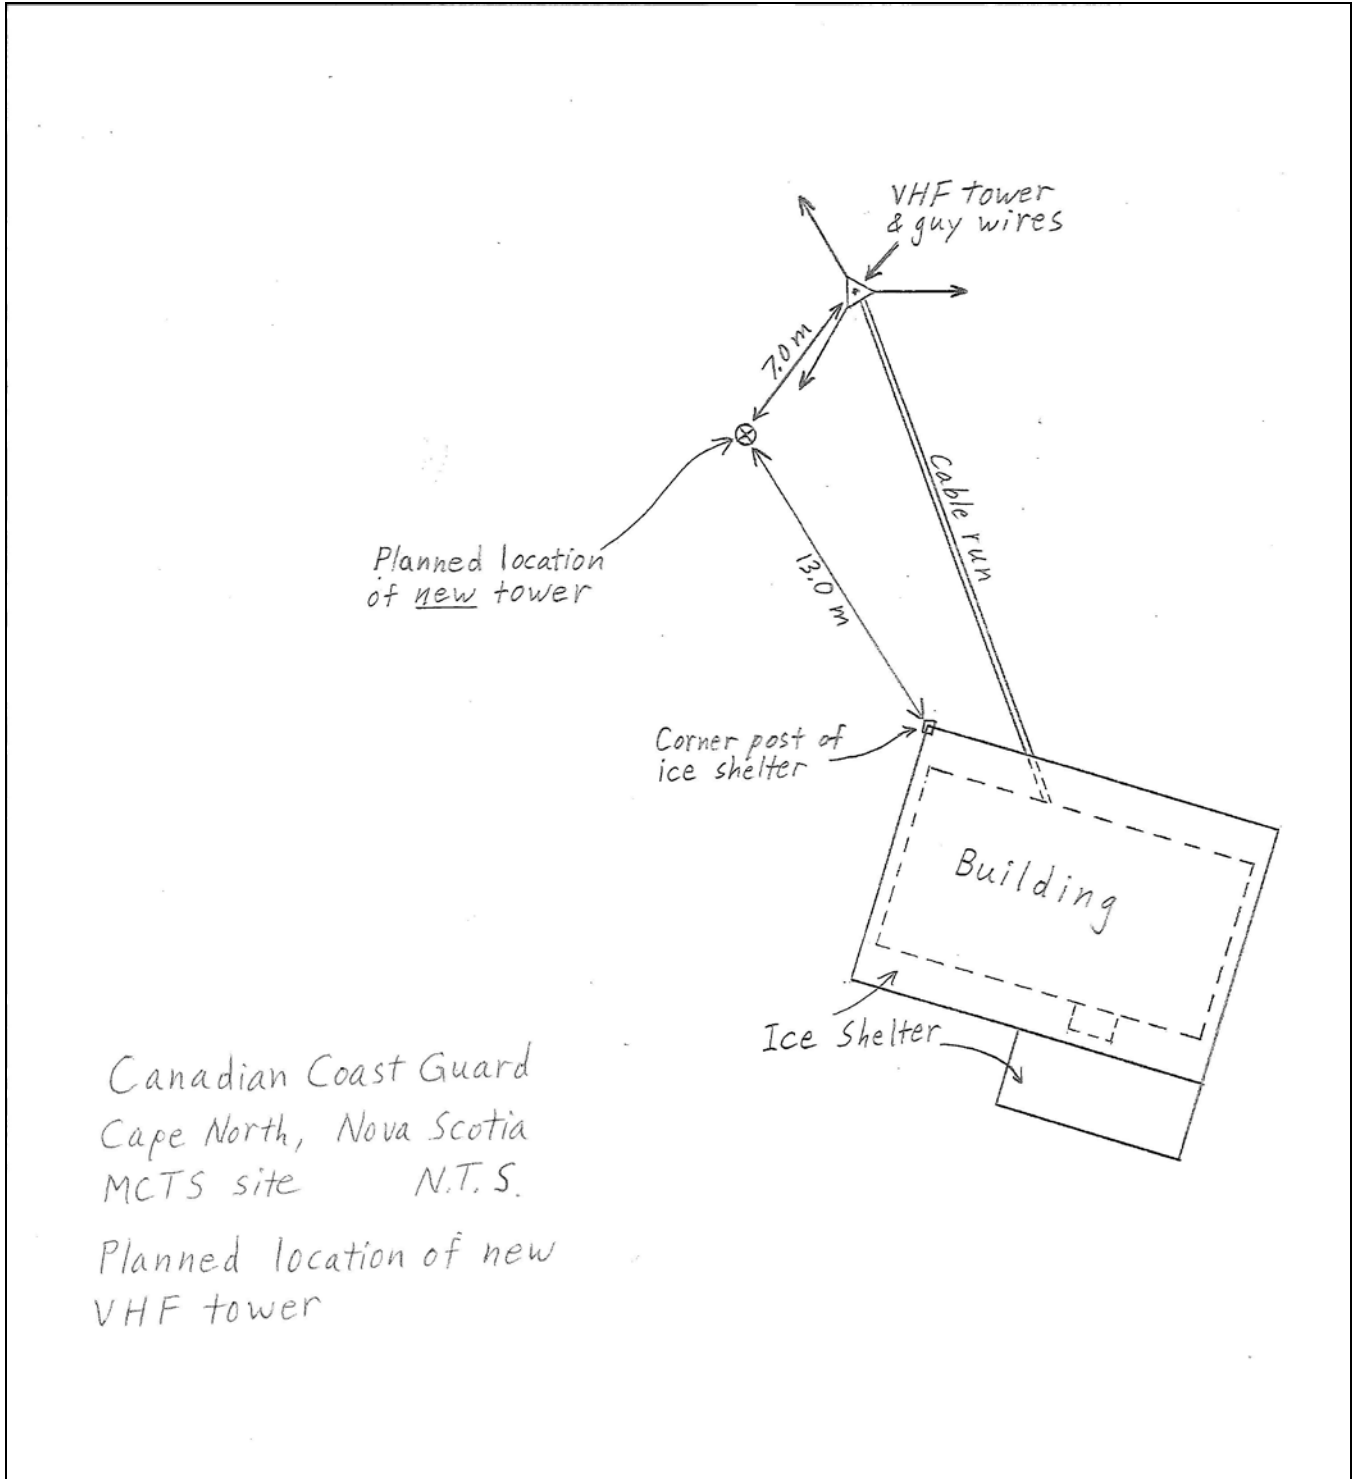 VHF tower
& guy wires
7.0 m
Cable run
Planned location
of new tower
13.0 m
Corner post of
ice shelter
Building
Ice Shelter
Canadian Coast Guard
Cape North, Nova Scotia
MCTS site N.T.S.
Planned location of new
VHF tower